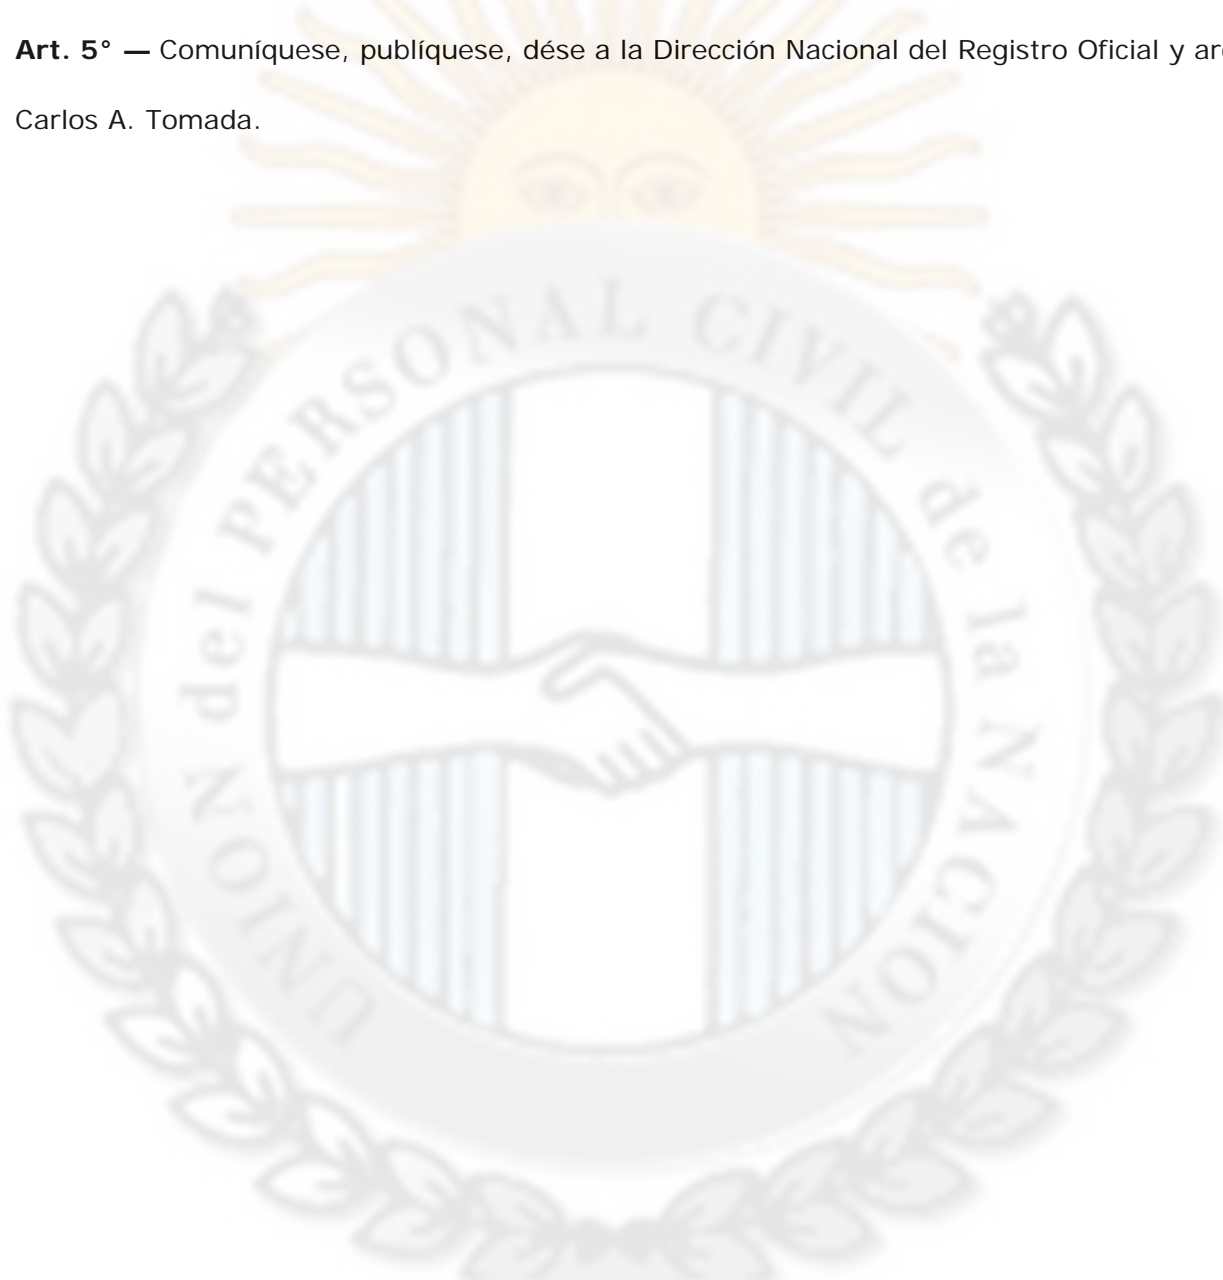 Art. 5° — Comuníquese, publíquese, dése a la Dirección Nacional del Registro Oficial y
Carlos A. Tomada.
UNION del PERSONAL CIVIL de la NACION